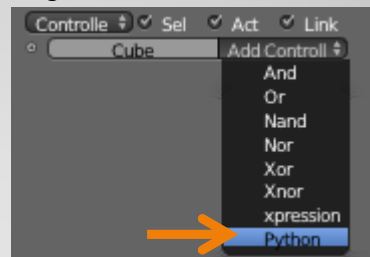 Controlle Sel Act Link
Cube Add Controll
And
Or
Nand
Nor
Xor
Xnor
xpression
Python